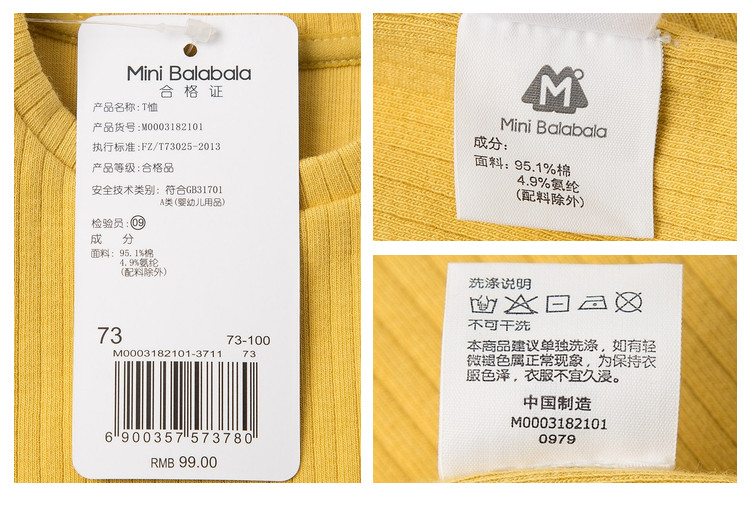 Mini Balabala
合格证
产品名称:T恤
产品货号:M0003182101
执行标准:FZ/T73025-2013
产品等级:合格品
安全技术类别: 符合GB31701
A类(婴幼儿用品)
检验员:09
成 分
面料: 95.1%棉
4.9%氨纶
(配料除外)
73 73-100
M0003182101-3711 73
6 900357 573780
RMB 99.00
M
Mini Balabala
成分:
面料: 95.1%棉
4.9%氨纶
(配料除外)
洗涤说明
不可干洗
本商品建议单独洗涤，如有轻
微褪色属正常现象，为保持衣
服色泽，衣服不宜久浸。
中国制造
M0003182101
0979